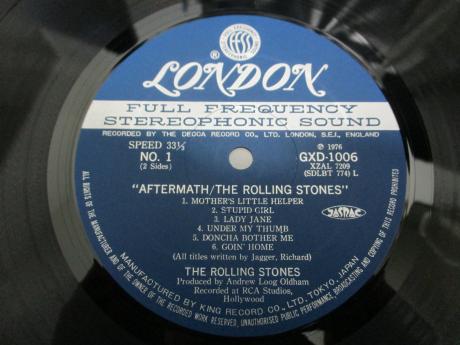 FULL FREQUENCY STEREOPHONIC SOUND
®
LONDON
FULL FREQUENCY
STEREOPHONIC SOUND
RECORDED BY THE DECCA RECORD CO., LTD. LONDON, S.E.I., ENGLAND
SPEED 33⅓
NO. 1
(2 Sides)
℗ 1976
GXD-1006
XZAL 7209
(SDLBT 774) L
"AFTERMATH/THE ROLLING STONES"
1. MOTHER'S LITTLE HELPER
2. STUPID GIRL
3. LADY JANE
4. UNDER MY THUMB
5. DONCHA BOTHER ME
6. GOIN' HOME
(All titles written by Jagger, Richard)
JASRAC
THE ROLLING STONES
Produced by Andrew Loog Oldham
Recorded at RCA Studios,
Hollywood
MANUFACTURED BY KING RECORD CO., LTD. TOKYO, JAPAN
ALL RIGHTS OF THE MANUFACTURER AND OF THE OWNER OF THE RECORDED WORK RESERVED, UNAUTHORISED PUBLIC PERFORMANCE, BROADCASTING AND COPYING OF THIS RECORD PROHIBITED